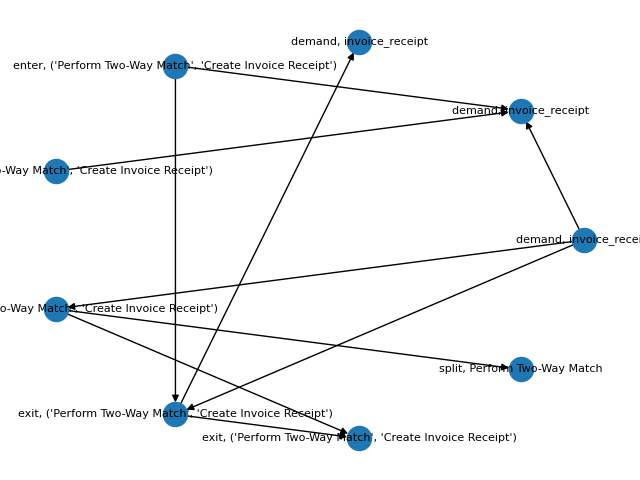 demand, invoice_receipt
enter, ('Perform Two-Way Match', 'Create Invoice Receipt')
demand, invoice_receipt
o-Way Match', 'Create Invoice Receipt')
demand, invoice_recei
o-Way Match', 'Create Invoice Receipt')
split, Perform Two-Way Match
exit, ('Perform Two-Way Match', 'Create Invoice Receipt')
exit, ('Perform Two-Way Match', 'Create Invoice Receipt')